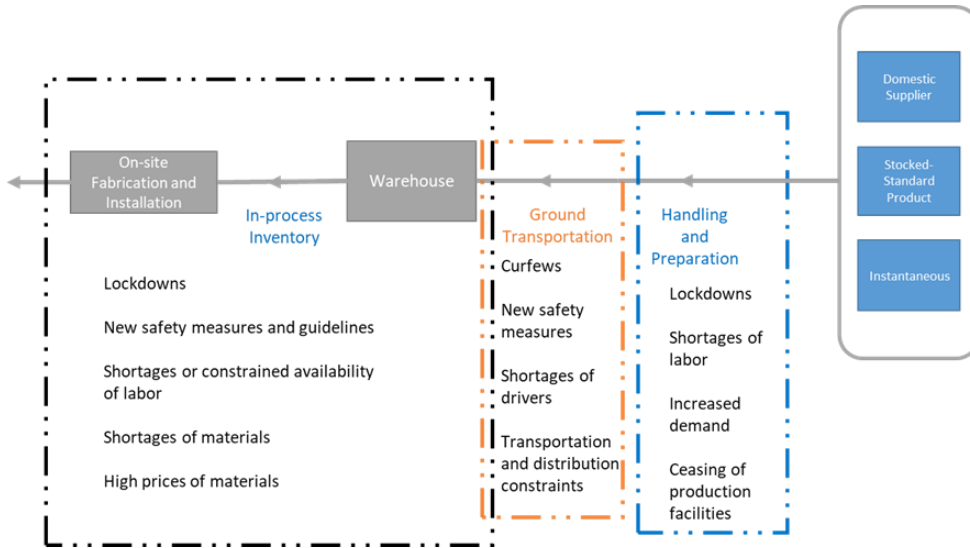 Domestic
Supplier
Stocked-
Standard
Product
Instantaneous
On-site
Fabrication and
Installation
Warehouse
In-process
Inventory
Ground
Transportation
Handling
and
Preparation
Lockdowns
New safety measures and guidelines
Shortages or constrained availability
of labor
Shortages of materials
High prices of materials
Curfews
New safety
measures
Shortages of
drivers
Transportation
and distribution
constraints
Lockdowns
Shortages of
labor
Increased
demand
Ceasing of
production
facilities